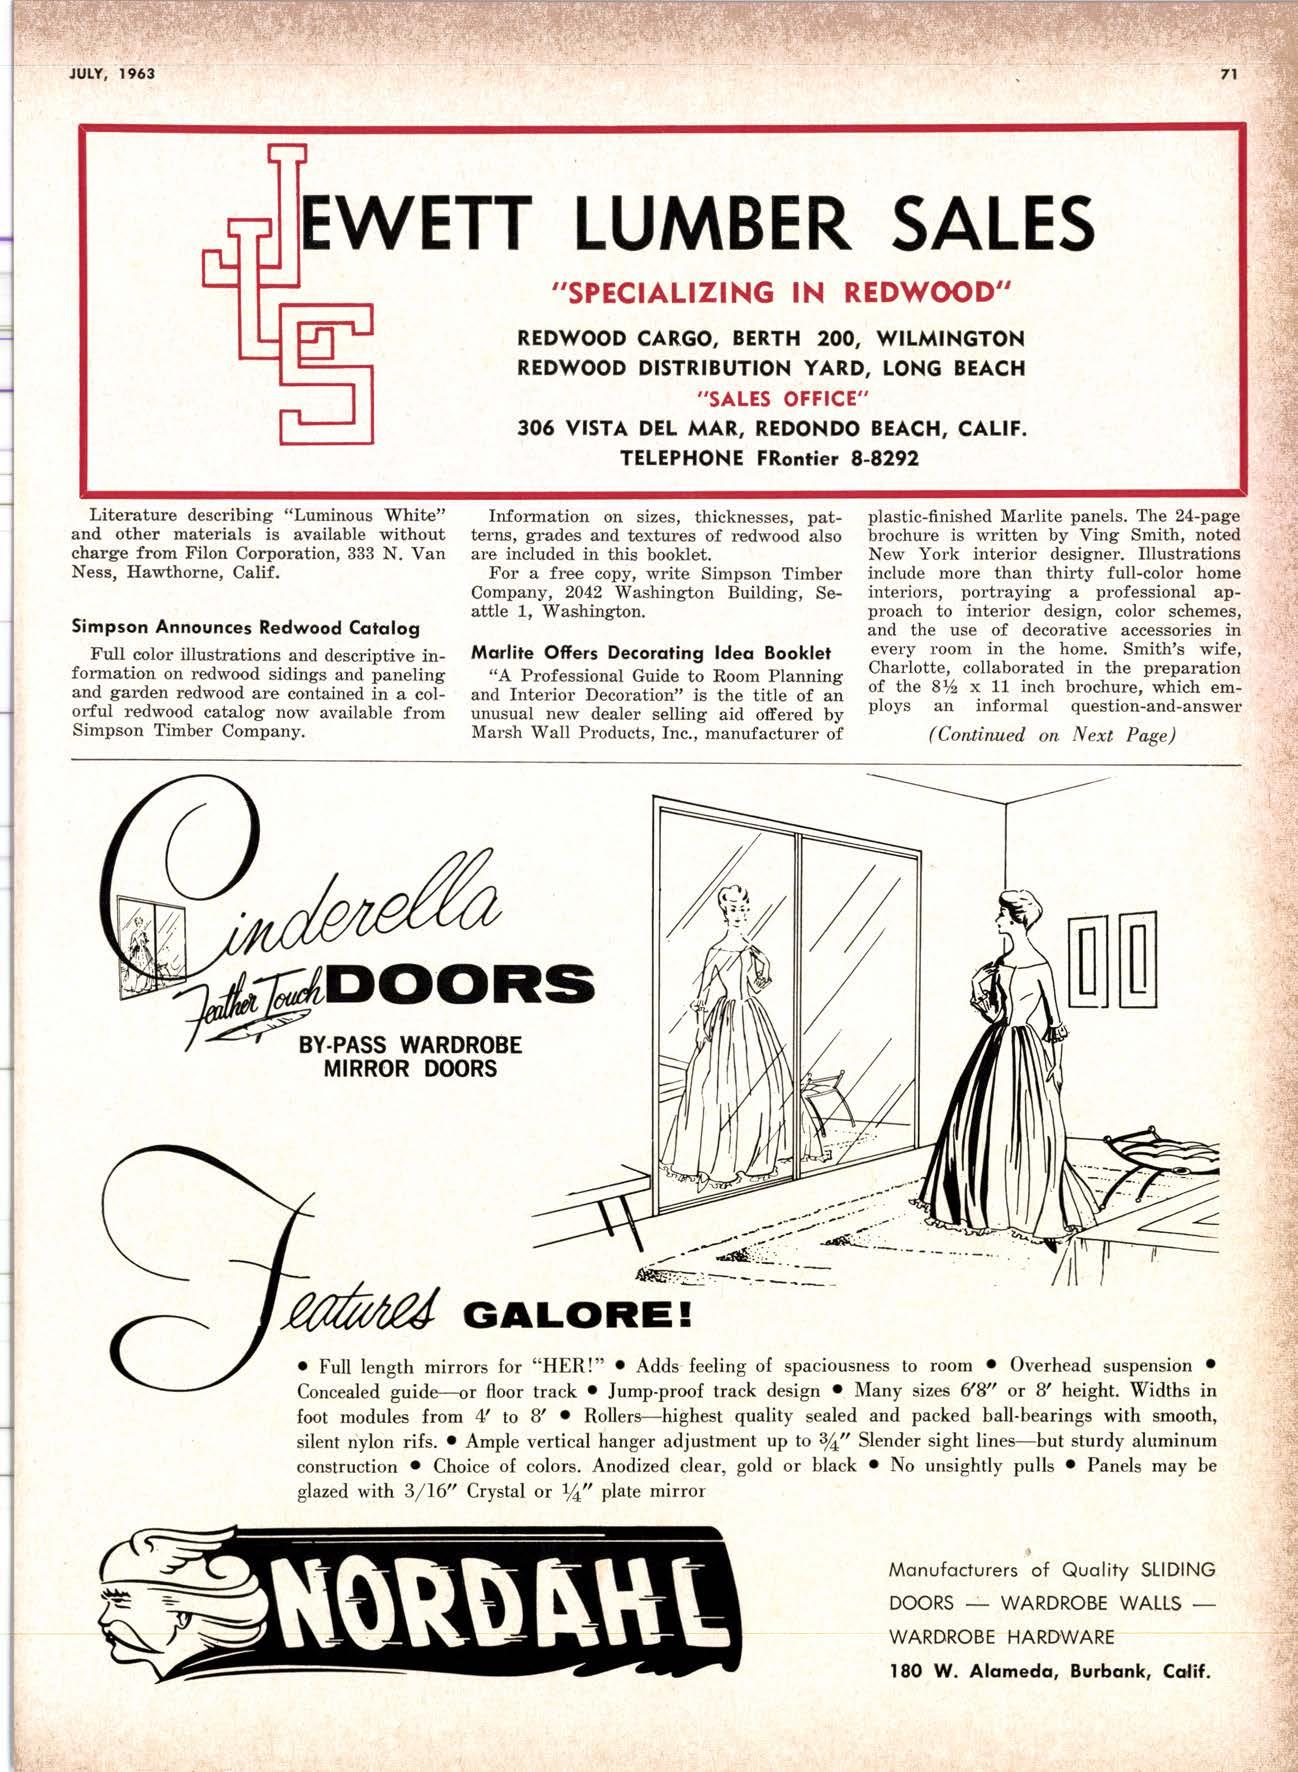 JULY, 1963
71
JEWETT LUMBER SALES
JLS
"SPECIALIZING IN REDWOOD"
REDWOOD CARGO, BERTH 200, WILMINGTON
REDWOOD DISTRIBUTION YARD, LONG BEACH
"SALES OFFICE"
306 VISTA DEL MAR, REDONDO BEACH, CALIF.
TELEPHONE FRontier 8-8292
Literature describing "Luminous White"
and other materials is available without
charge from Filon Corporation, 333 N. Van
Ness, Hawthorne, Calif.
Simpson Announces Redwood Catalog
Full color illustrations and descriptive in-
formation on redwood sidings and paneling
and garden redwood are contained in a col-
orful redwood catalog now available from
Simpson Timber Company.
Information on sizes, thicknesses, pat-
terns, grades and textures of redwood also
are included in this booklet.
For a free copy, write Simpson Timber
Company, 2042 Washington Building, Se-
attle 1, Washington.
Marlite Offers Decorating Idea Booklet
"A Professional Guide to Room Planning
and Interior Decoration" is the title of an
unusual new dealer selling aid offered by
Marsh Wall Products, Inc., manufacturer of
plastic-finished Marlite panels. The 24-page
brochure is written by Ving Smith, noted
New York interior designer. Illustrations
include more than thirty full-color home
interiors, portraying a professional ap-
proach to interior design, color schemes,
and the use of decorative accessories in
every room in the home. Smith's wife,
Charlotte, collaborated in the preparation
of the 8½ x 11 inch brochure, which em-
ploys an informal question-and-answer
(Continued on Next Page)
Cinderella
Feather Touch DOORS
BY-PASS WARDROBE
MIRROR DOORS
Features GALORE!
• Full length mirrors for "HER!" • Adds feeling of spaciousness to room • Overhead suspension •
Concealed guide—or floor track • Jump-proof track design • Many sizes 6'8" or 8' height. Widths in
foot modules from 4' to 8' • Rollers—highest quality sealed and packed ball-bearings with smooth,
silent nylon rifs. • Ample vertical hanger adjustment up to ¾" Slender sight lines—but sturdy aluminum
construction • Choice of colors. Anodized clear, gold or black • No unsightly pulls • Panels may be
glazed with 3/16" Crystal or ¼" plate mirror
NORDAHL
Manufacturers of Quality SLIDING
DOORS — WARDROBE WALLS —
WARDROBE HARDWARE
180 W. Alameda, Burbank, Calif.